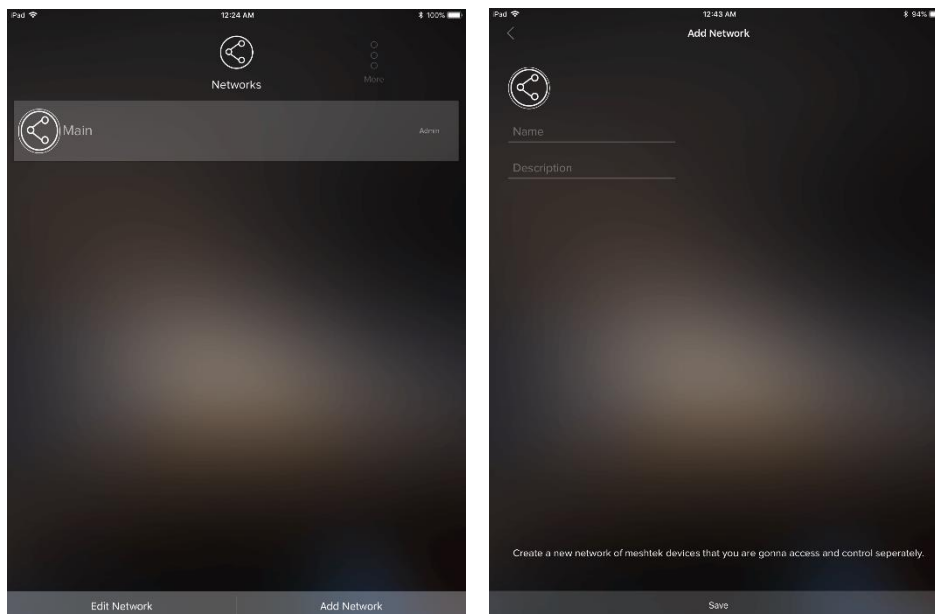 iPad 12:24 AM 100%
Networks
More
Main
Admin
Edit Network Add Network
iPad 12:43 AM 94%
Add Network
Name
Description
Create a new network of meshtek devices that you are gonna access and control seperately.
Save